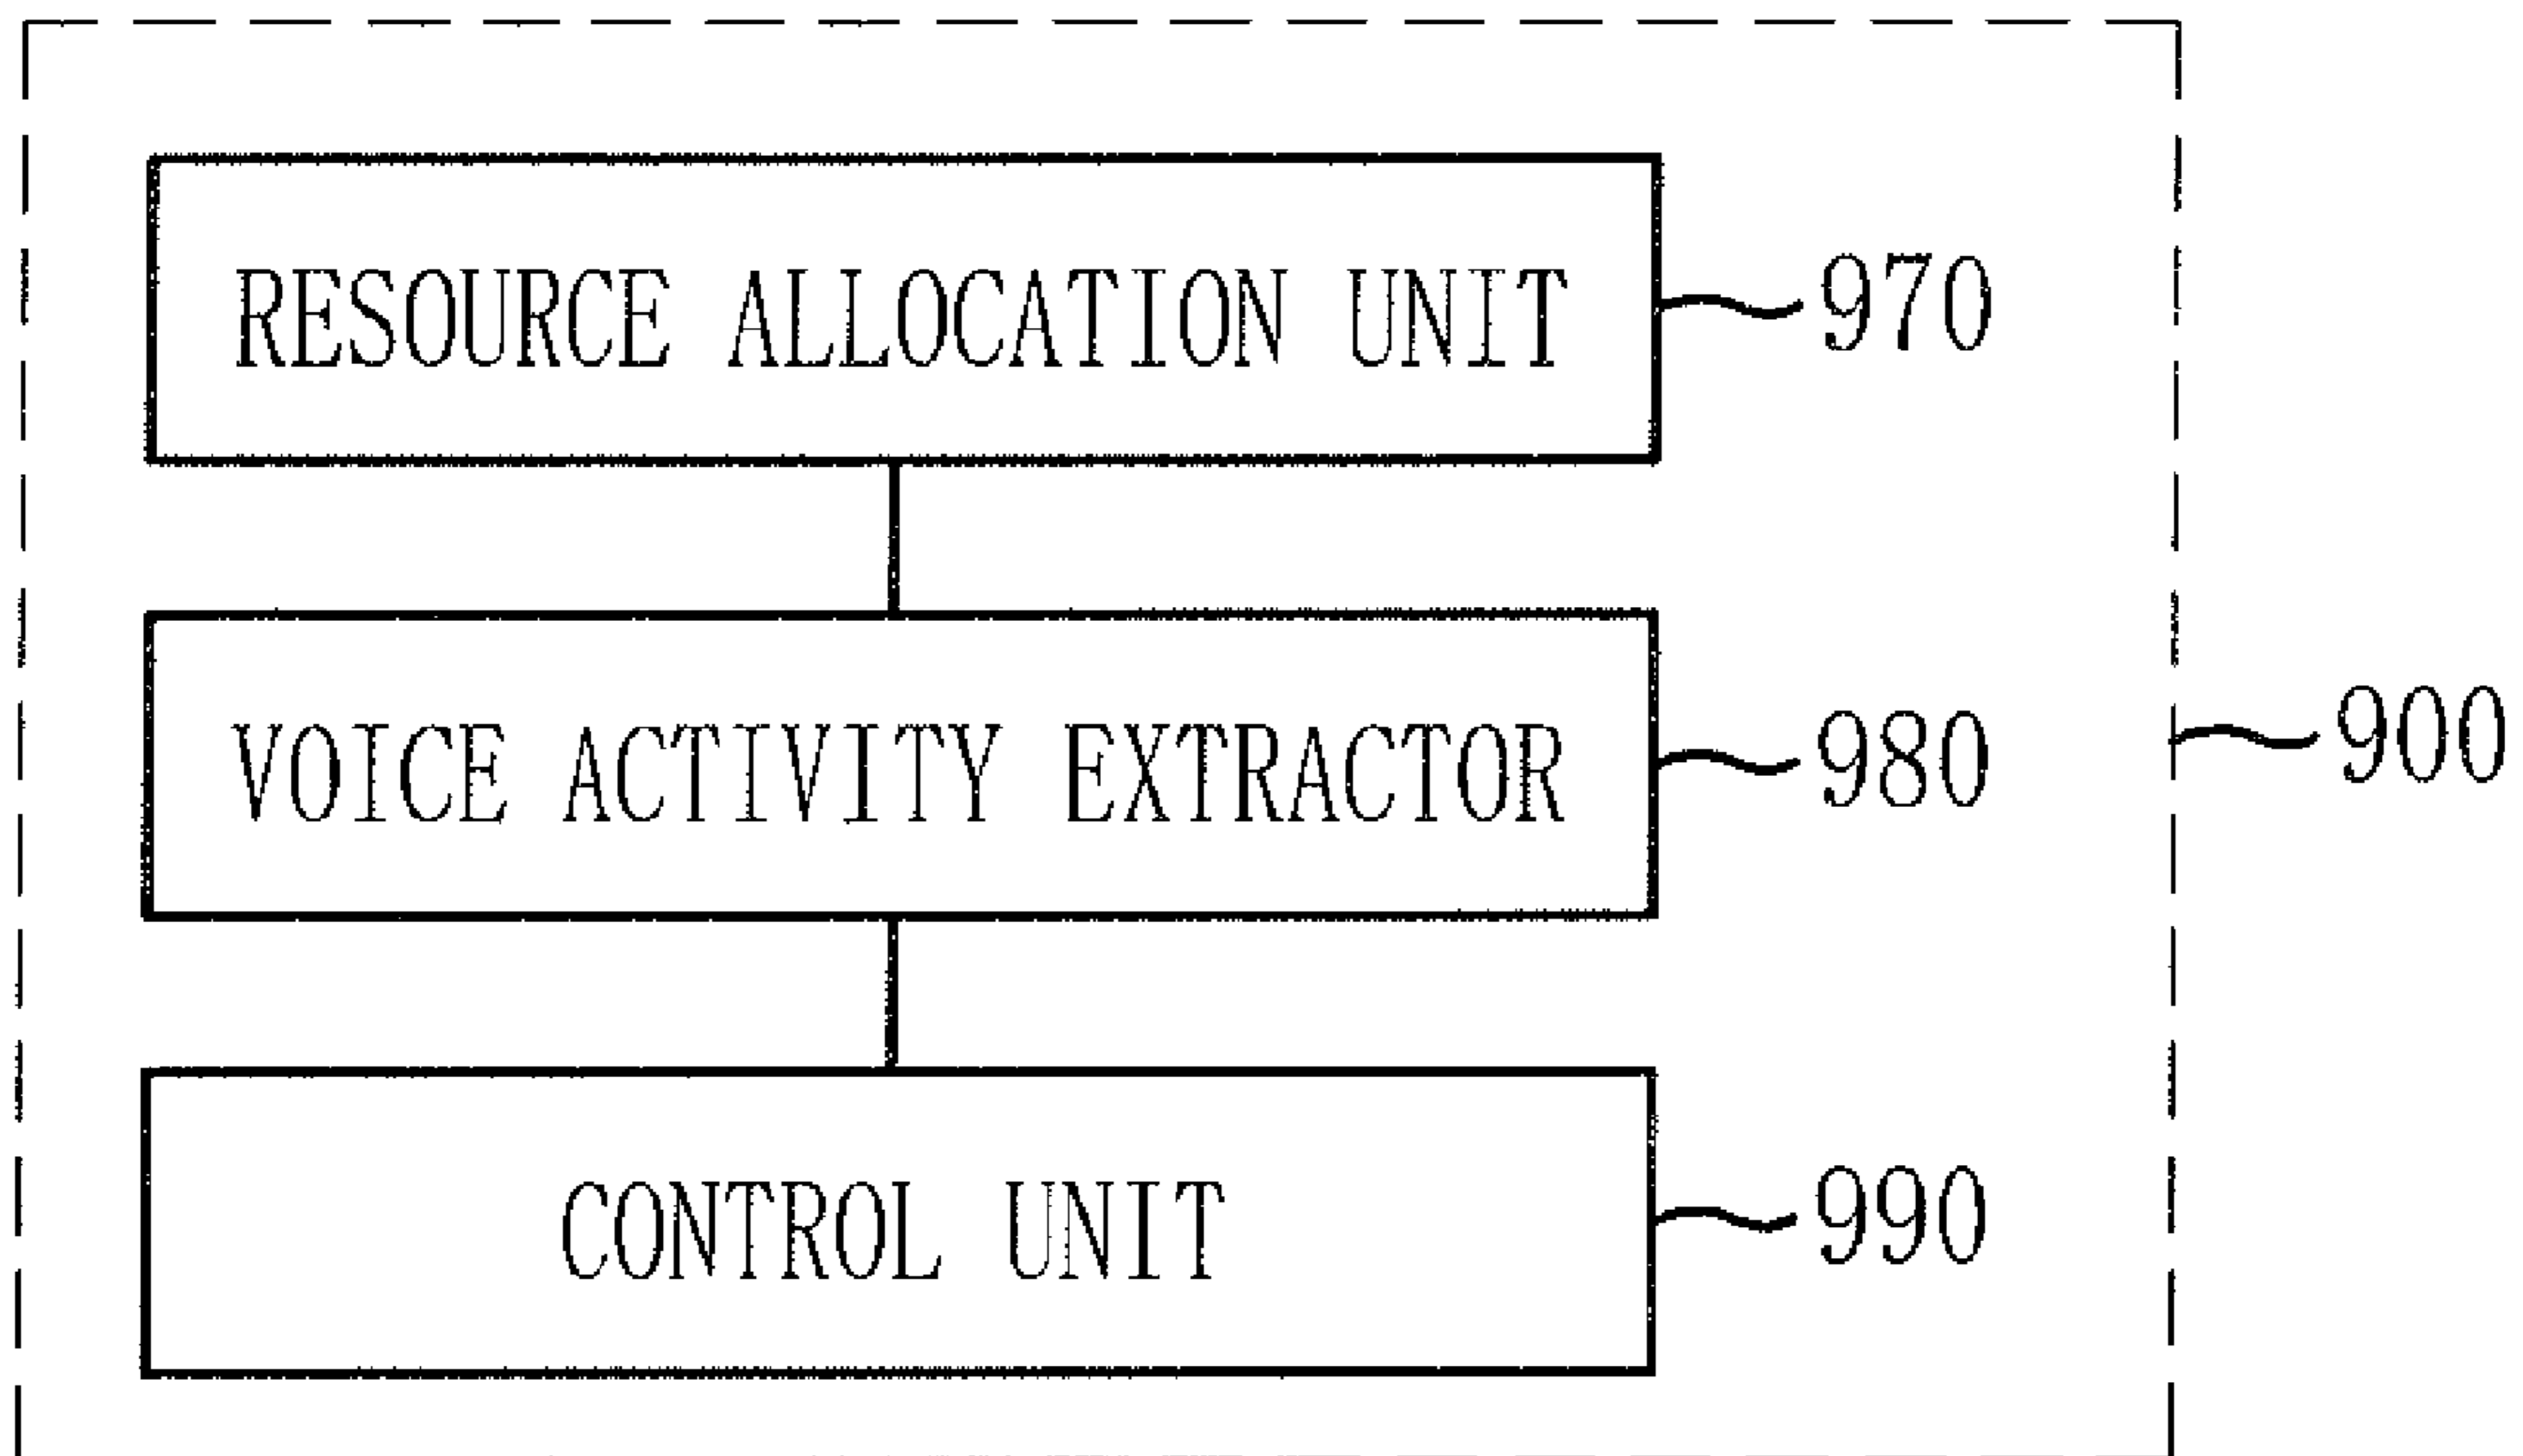 RESOURCE ALLOCATION UNIT
970
VOICE ACTIVITY EXTRACTOR
980
900
CONTROL UNIT
990